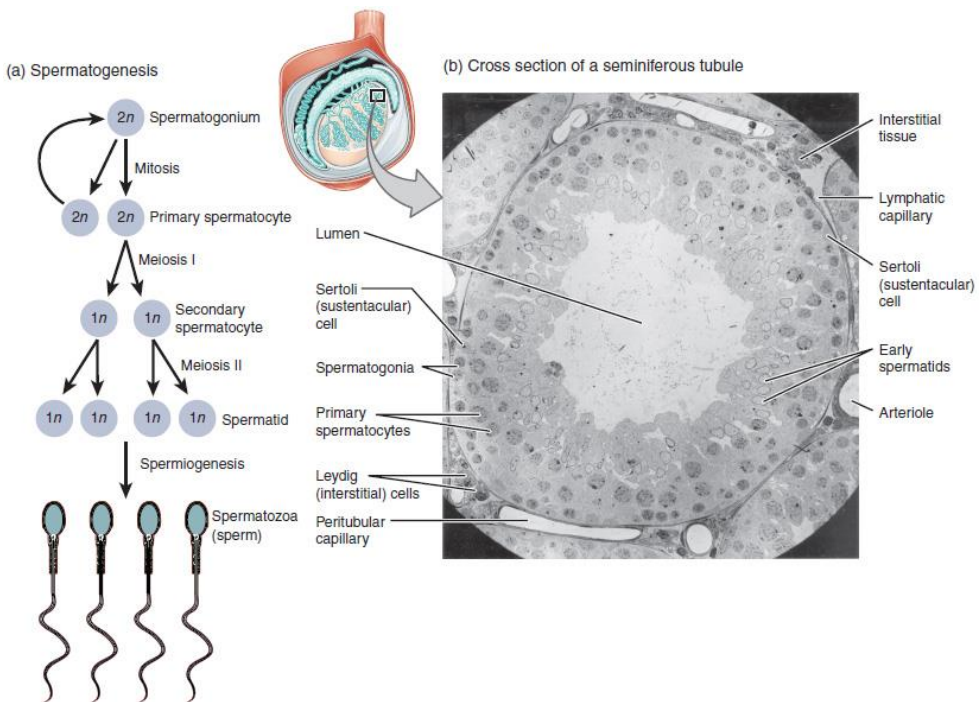 (a) Spermatogenesis
2n
Spermatogonium
Mitosis
2n
2n
Primary spermatocyte
Meiosis I
1n
1n
Secondary
spermatocyte
Meiosis II
1n
1n
1n
1n
Spermatid
Spermiogenesis
Spermatozoa
(sperm)
(b) Cross section of a seminiferous tubule
Lumen
Sertoli
(sustentacular)
cell
Spermatogonia
Primary
spermatocytes
Leydig
(interstitial) cells
Peritubular
capillary
Interstitial
tissue
Lymphatic
capillary
Sertoli
(sustentacular)
cell
Early
spermatids
Arteriole